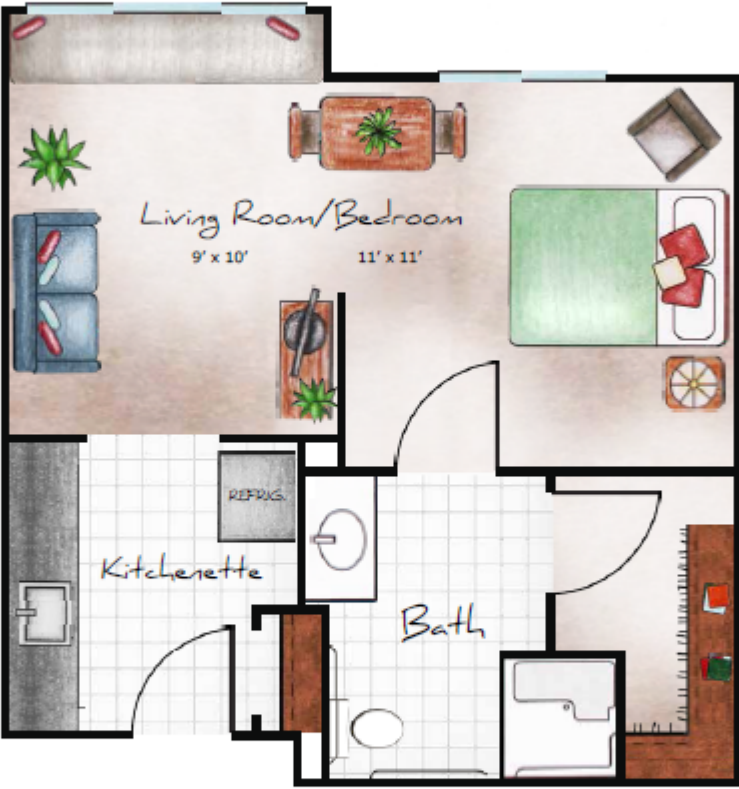 Living Room/Bedroom
9' x 10' 11' x 11'
REFRIG.
Kitchenette
Bath